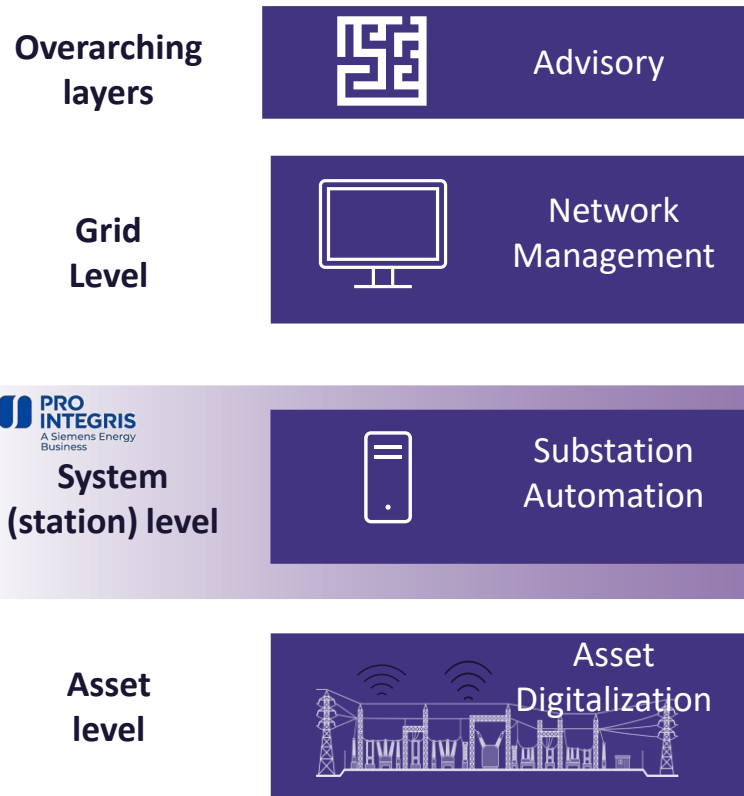 Overarching
layers
Advisory
Grid
Level
Network
Management
PRO
INTEGRIS
A Siemens Energy
Business
System
(station) level
Substation
Automation
Asset
level
Asset
Digitalization